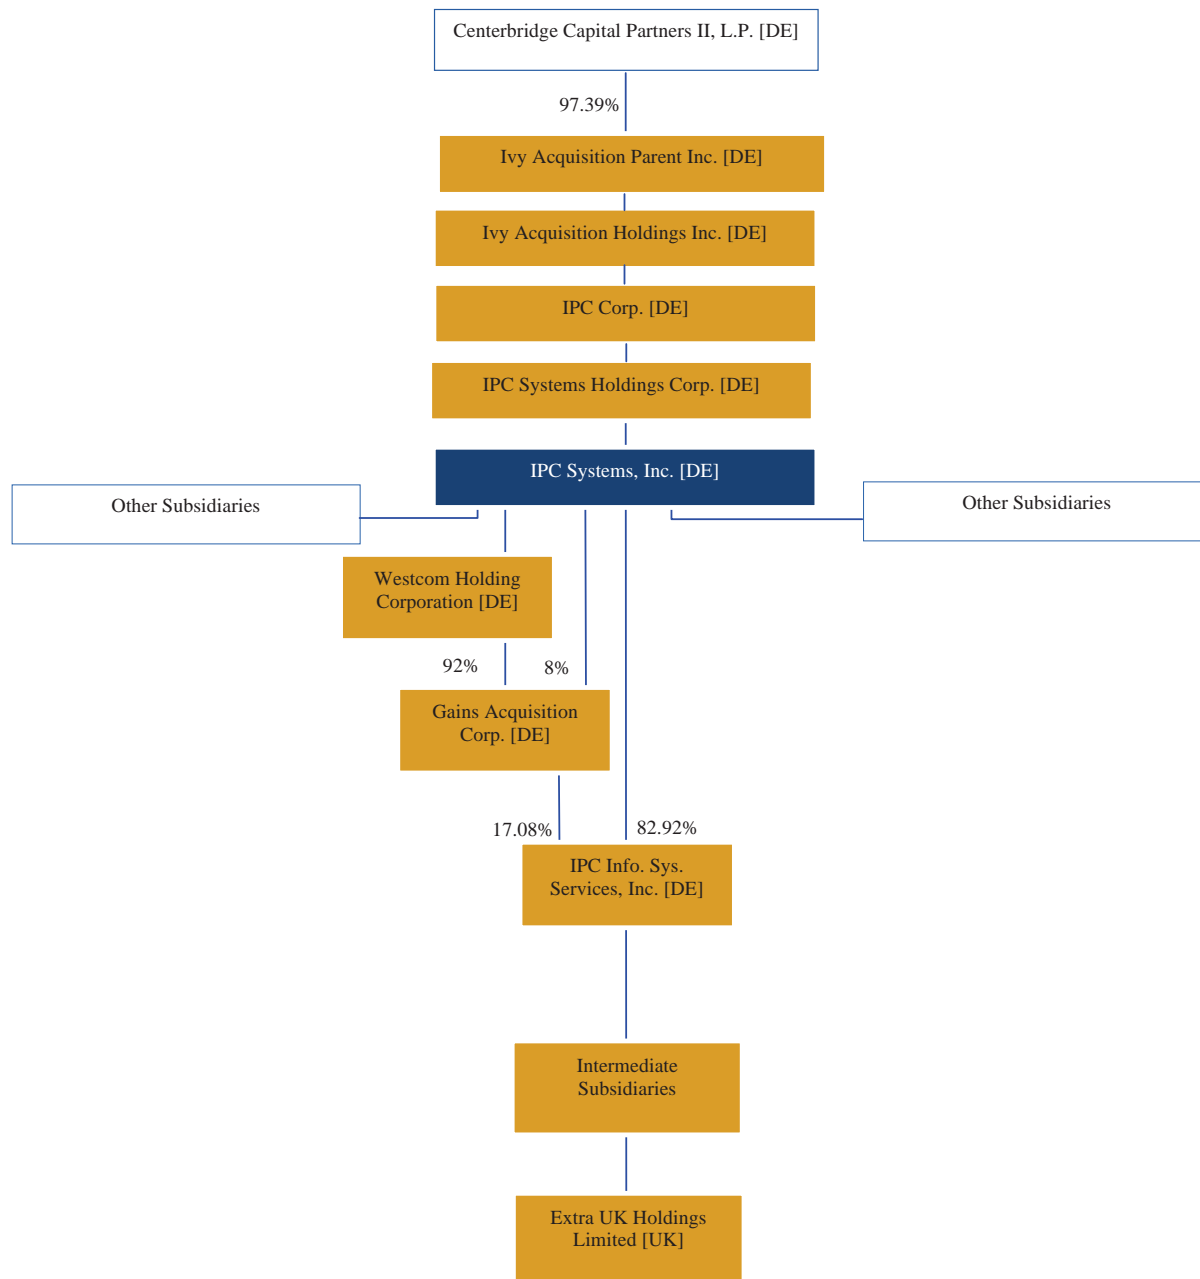 Centerbridge Capital Partners II, L.P. [DE]
97.39%
Ivy Acquisition Parent Inc. [DE]
Ivy Acquisition Holdings Inc. [DE]
IPC Corp. [DE]
IPC Systems Holdings Corp. [DE]
IPC Systems, Inc. [DE]
Other Subsidiaries
Other Subsidiaries
Westcom Holding
Corporation [DE]
92%
8%
Gains Acquisition
Corp. [DE]
17.08%
82.92%
IPC Info. Sys.
Services, Inc. [DE]
Intermediate
Subsidiaries
Extra UK Holdings
Limited [UK]